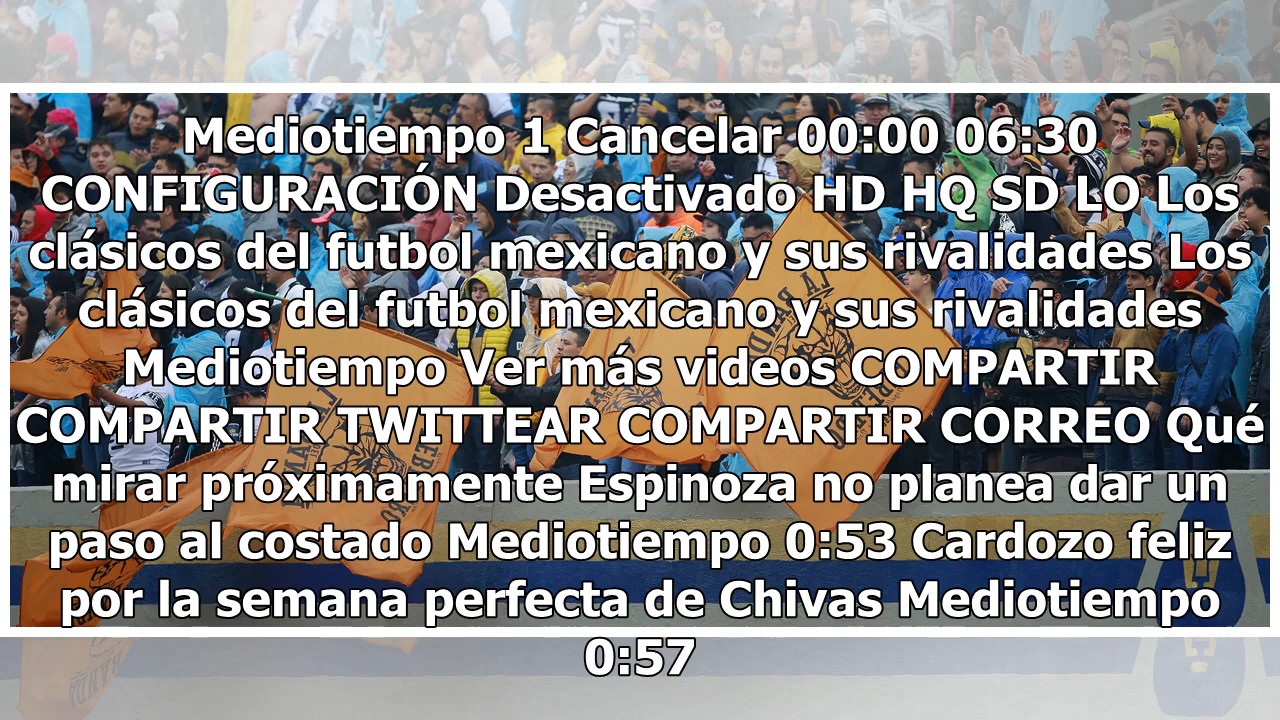 Mediotiempo 1 Cancelar 00:00 06:30
CONFIGURACIÓN Desactivado HD HQ SD LO Los
clásicos del futbol mexicano y sus rivalidades Los
clásicos del futbol mexicano y sus rivalidades
Mediotiempo Ver más videos COMPARTIR
COMPARTIR TWITTEAR COMPARTIR CORREO Qué
mirar próximamente Espinoza no planea dar un
paso al costado Mediotiempo 0:53 Cardozo feliz
por la semana perfecta de Chivas Mediotiempo
0:57